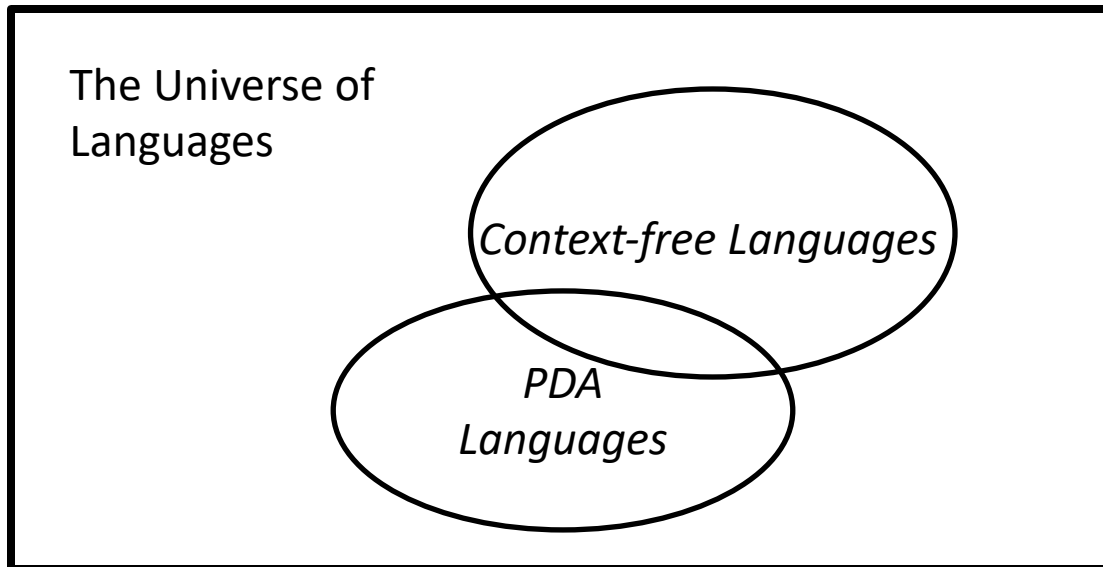 The Universe of
Languages
Context-free Languages
PDA
Languages